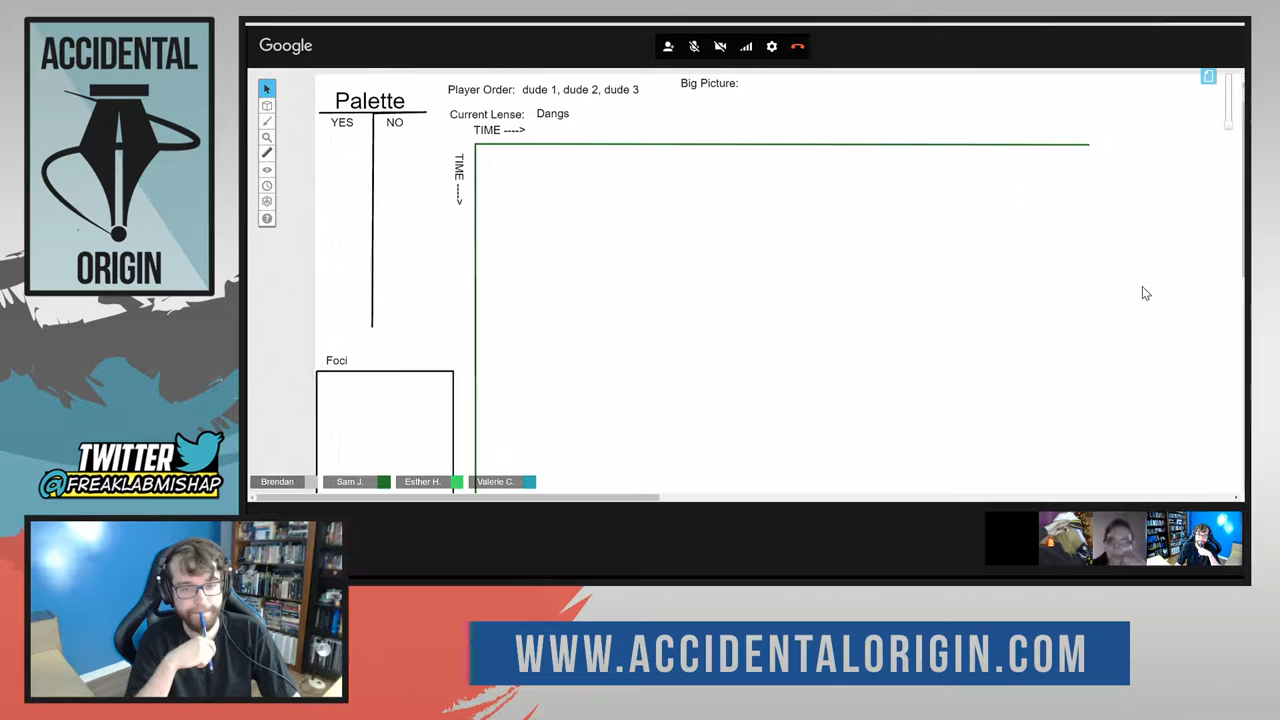 ACCIDENTAL
ORIGIN
Google
Palette
YES NO
Player Order: dude 1, dude 2, dude 3
Big Picture:
Current Lense: Dangs
TIME ---->
TIME ---->
Foci
Brendan
Sam J.
Esther H.
Valerie C.
TWITTER
@FREAKLABMISHAP
WWW.ACCIDENTALORIGIN.COM